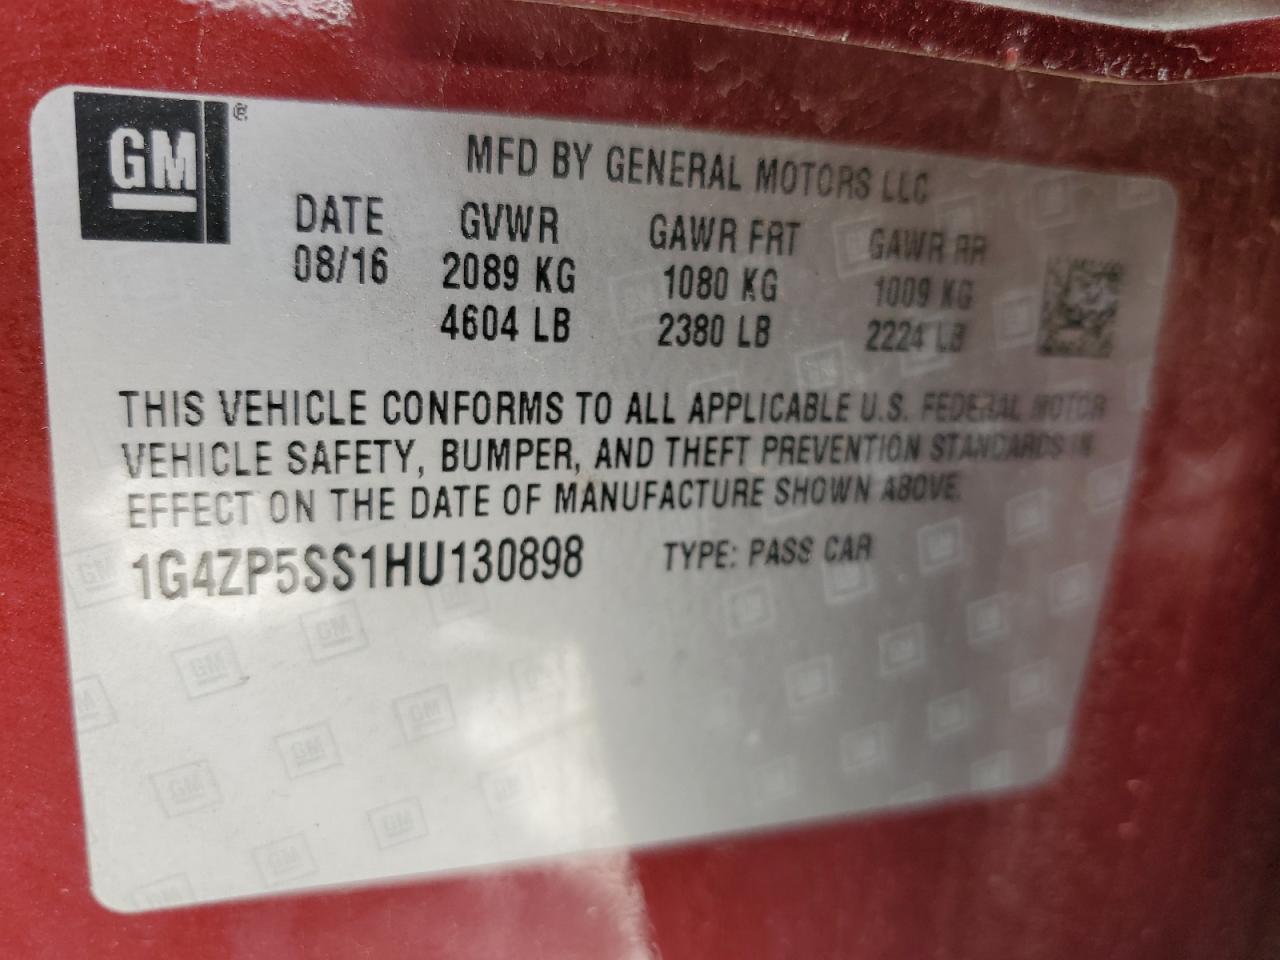 GM ®
MFD BY GENERAL MOTORS LLC
DATE GVWR GAWR FRT GAWR RR
08/16 2089 KG 1080 KG 1009 KG
4604 LB 2380 LB 2224 LB
THIS VEHICLE CONFORMS TO ALL APPLICABLE U.S. FEDERAL MOTOR
VEHICLE SAFETY, BUMPER, AND THEFT PREVENTION STANDARDS IN
EFFECT ON THE DATE OF MANUFACTURE SHOWN ABOVE.
1G4ZP5SS1HU130898 TYPE: PASS CAR